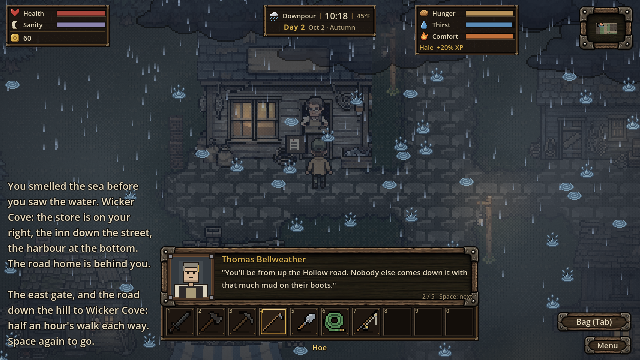 Health
Sanity
60
Downpour | 10:18 | 45°F
Day 2 Oct 2 · Autumn
Hunger
Thirst
Comfort
Hale +20% XP
You smelled the sea before
you saw the water. Wicker
Cove: the store is on your
right, the inn down the street,
the harbour at the bottom.
The road home is behind you.
The east gate, and the road
down the hill to Wicker Cove:
half an hour's walk each way.
Space again to go.
Thomas Bellweather
"You'll be from up the Hollow road. Nobody else comes down it with
that much mud on their boots."
2 / 5 Space
Hoe
Bag (Tab)
Menu